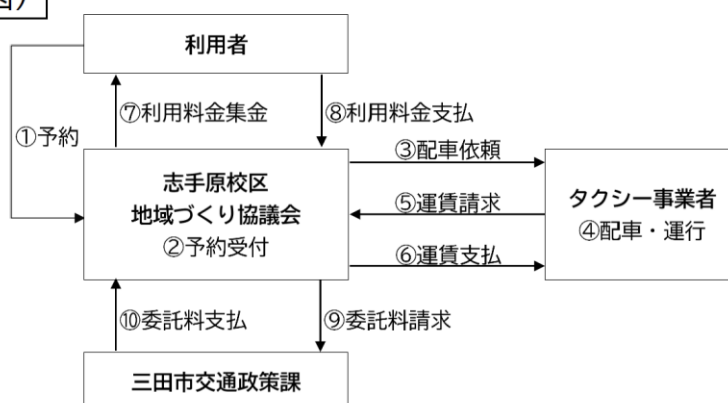 利用者
⑦利用料金集金
⑧利用料金支払
①予約
③配車依頼
志手原校区
地域づくり協議会
②予約受付
⑤運賃請求
タクシー事業者
④配車・運行
⑥運賃支払
⑩委託料支払
⑨委託料請求
三田市交通政策課